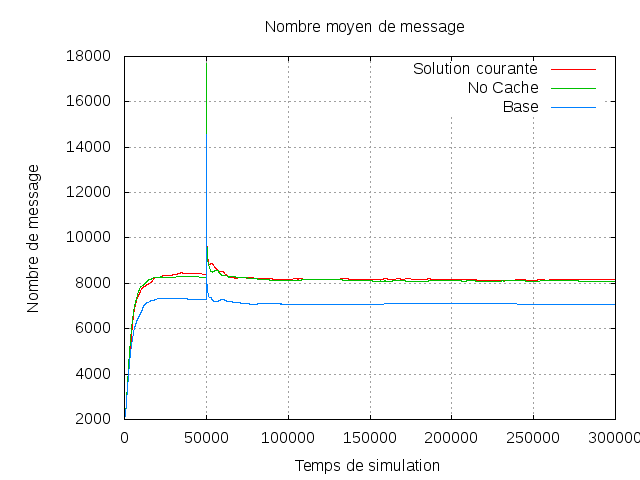 Nombre moyen de message
Solution courante
No Cache
Base
18000
16000
14000
12000
10000
8000
6000
4000
2000
Nombre de message
0 50000 100000 150000 200000 250000 300000
Temps de simulation